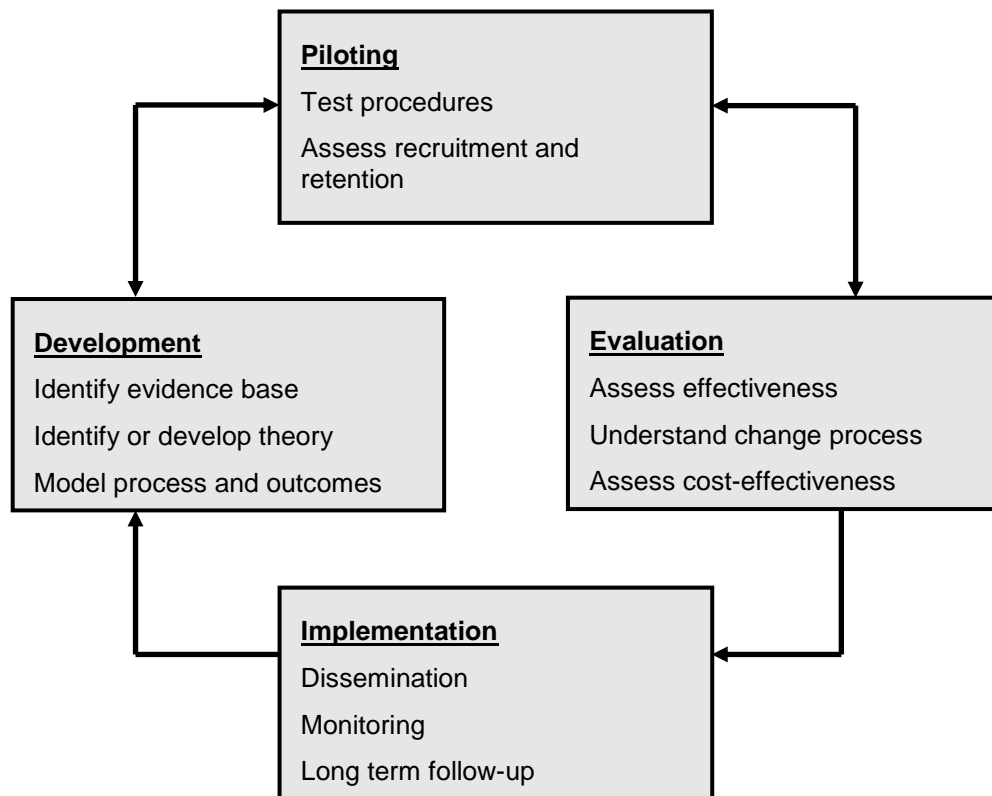 Piloting
Test procedures
Assess recruitment and
retention
Development
Identify evidence base
Identify or develop theory
Model process and outcomes
Evaluation
Assess effectiveness
Understand change process
Assess cost-effectiveness
Implementation
Dissemination
Monitoring
Long term follow-up